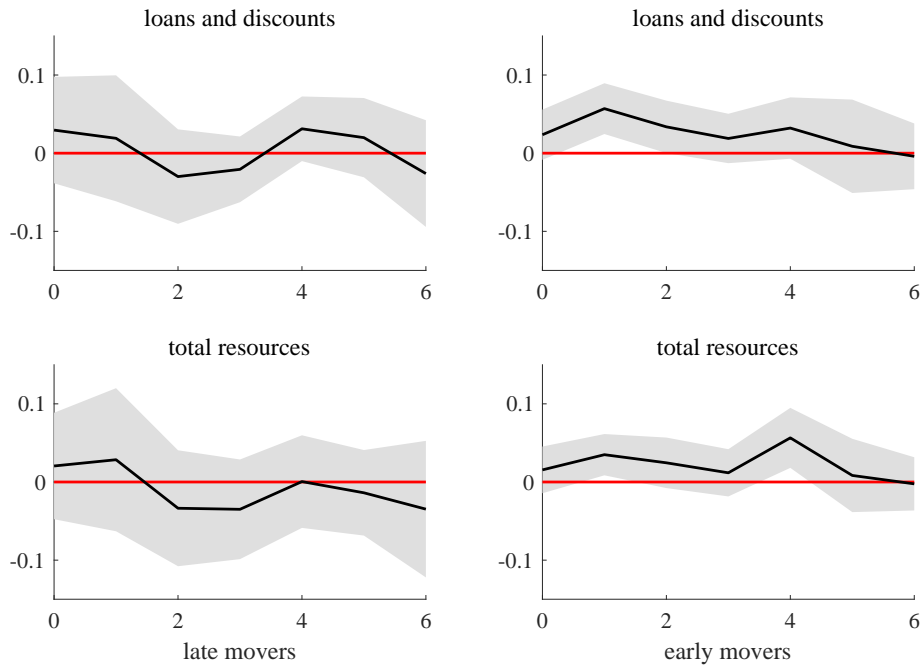 loans and discounts
0.1
0
-0.1
0 2 4 6
loans and discounts
0.1
0
-0.1
0 2 4 6
total resources
0.1
0
-0.1
0 2 4 6
late movers
total resources
0.1
0
-0.1
0 2 4 6
early movers